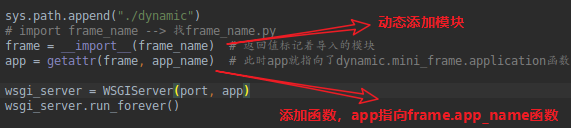 sys.path.append("./dynamic")
动态添加模块
# import frame_name --> 找frame_name.py
frame = __import__(frame_name) # 返回值标记着导入的模块
app = getattr(frame, app_name) # 此时app就指向了dynamic.mini_frame.application函数
wsgi_server = WSGIServer(port, app)
添加函数，app指向frame.app_name函数
wsgi_server.run_forever()